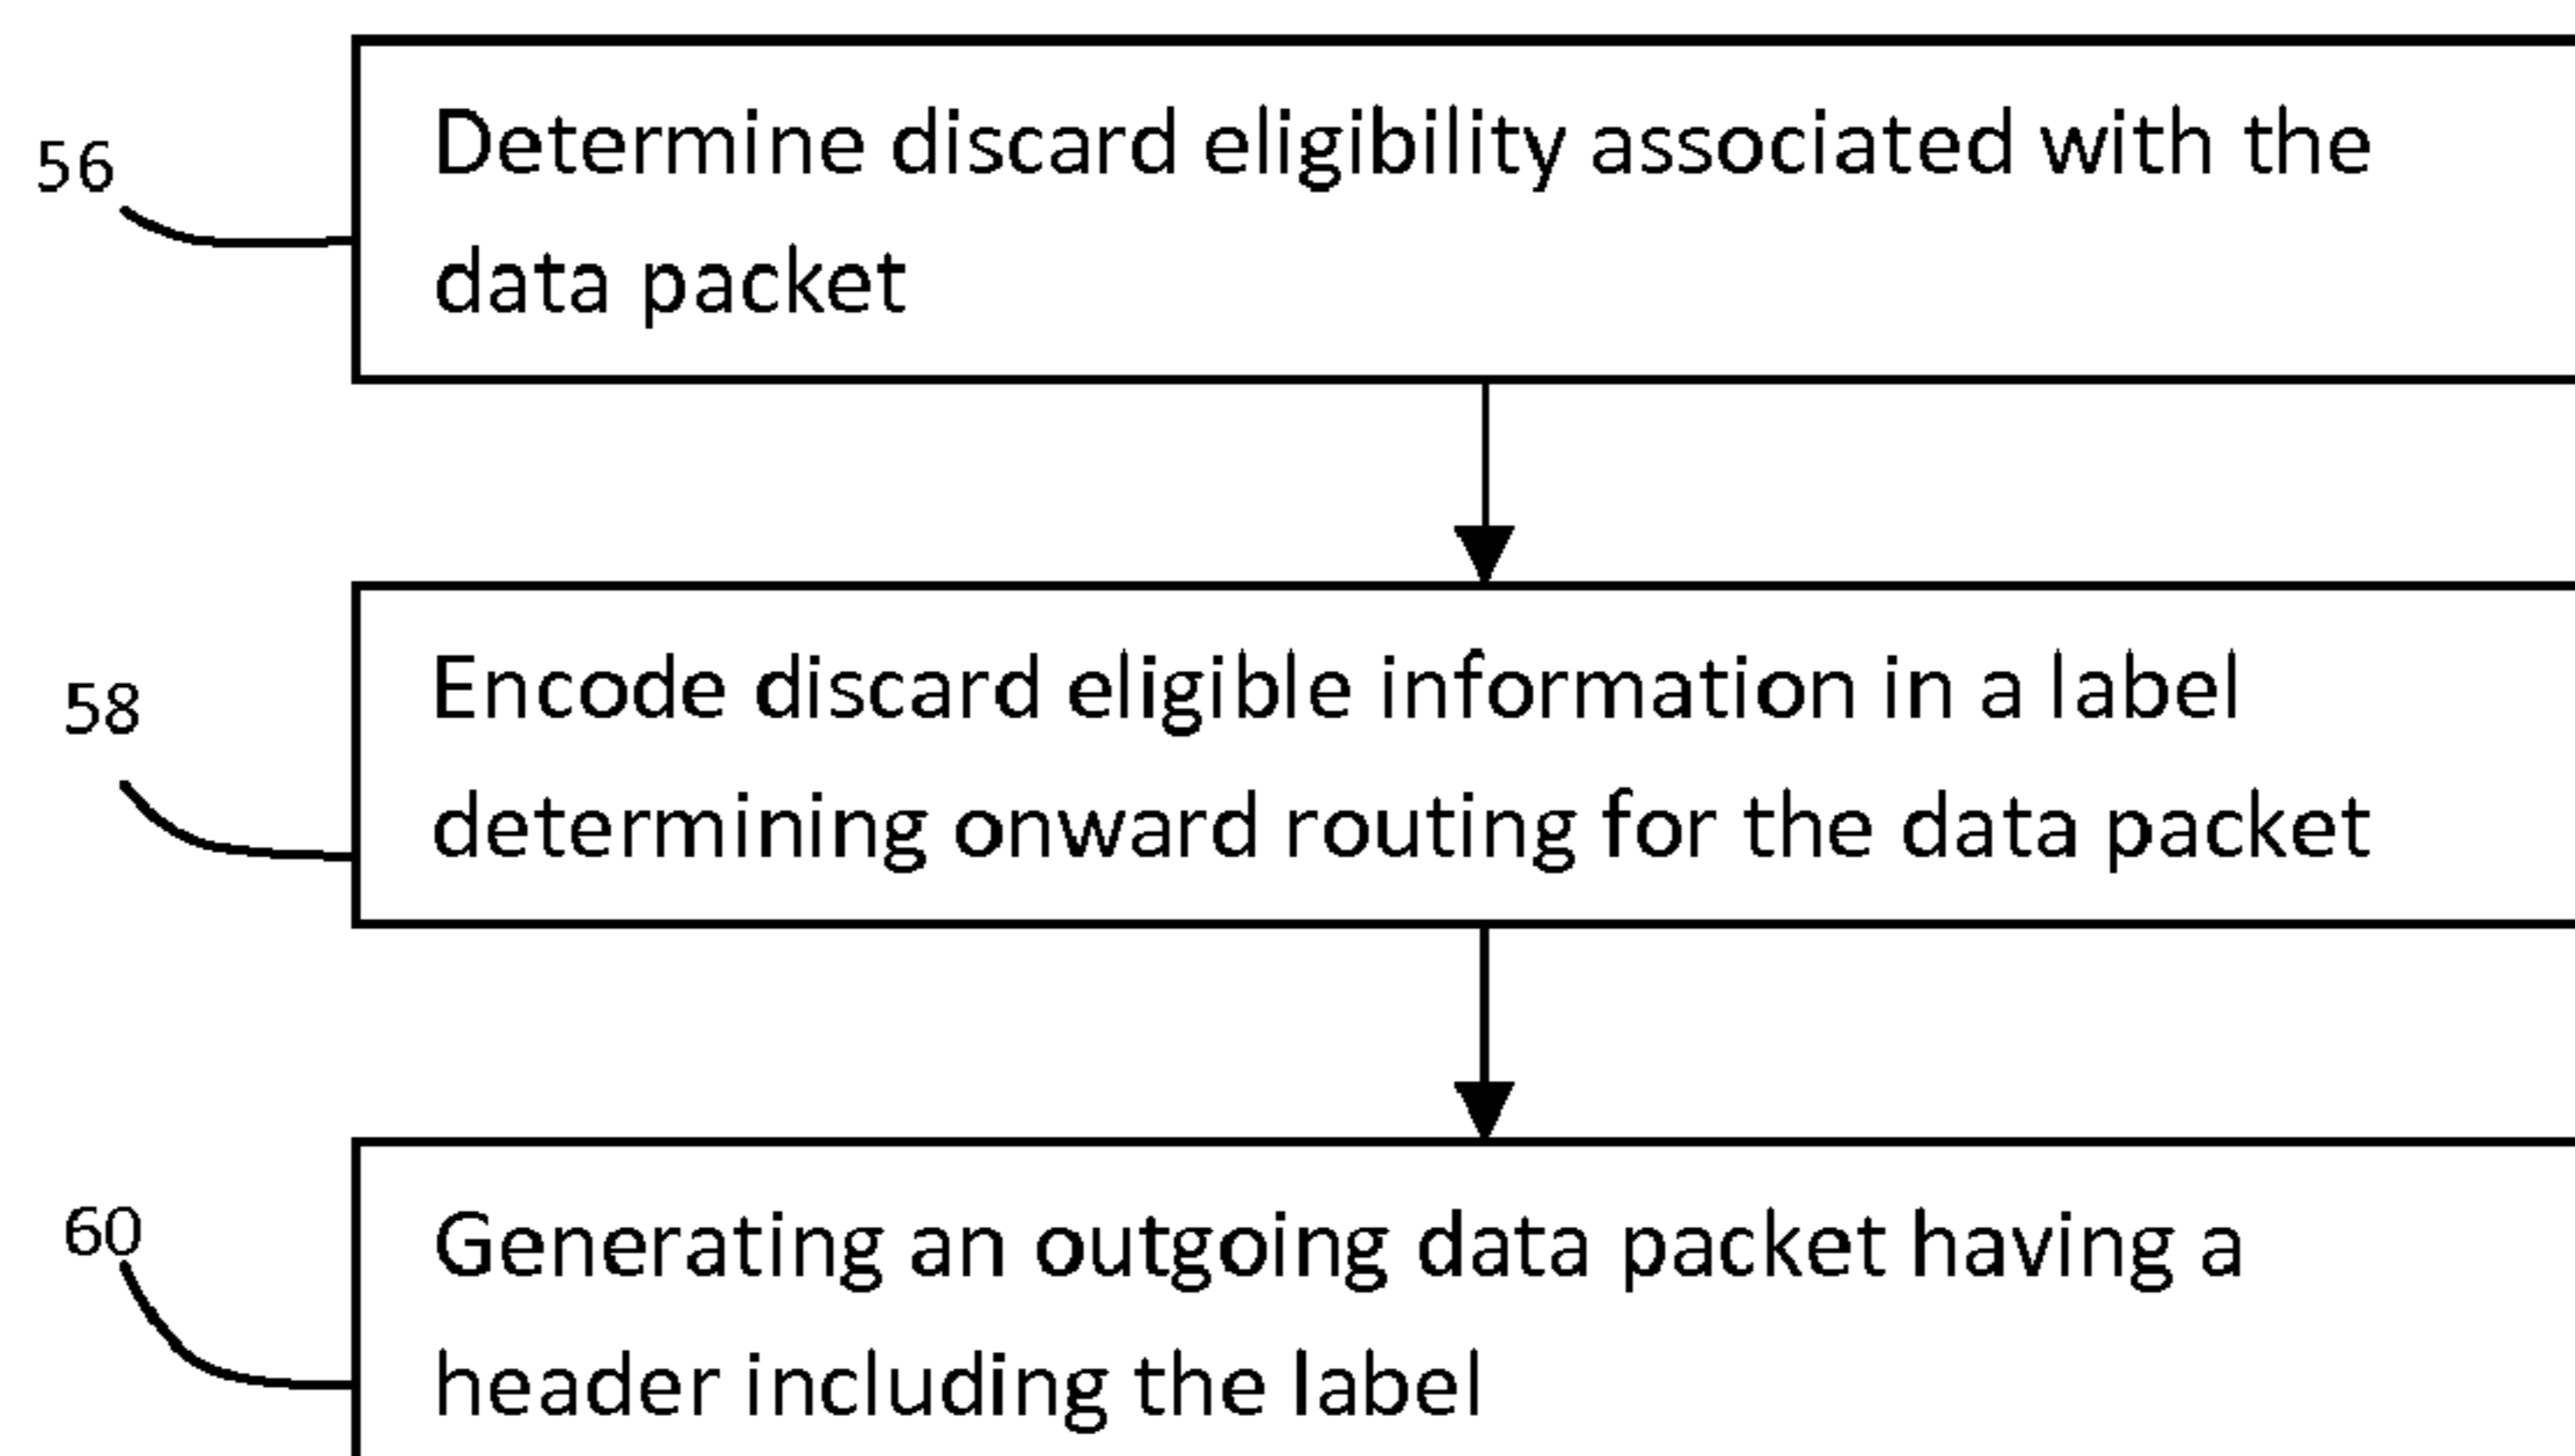 56
Determine discard eligibility associated with the
data packet
58
Encode discard eligible information in a label
determining onward routing for the data packet
60
Generating an outgoing data packet having a
header including the label